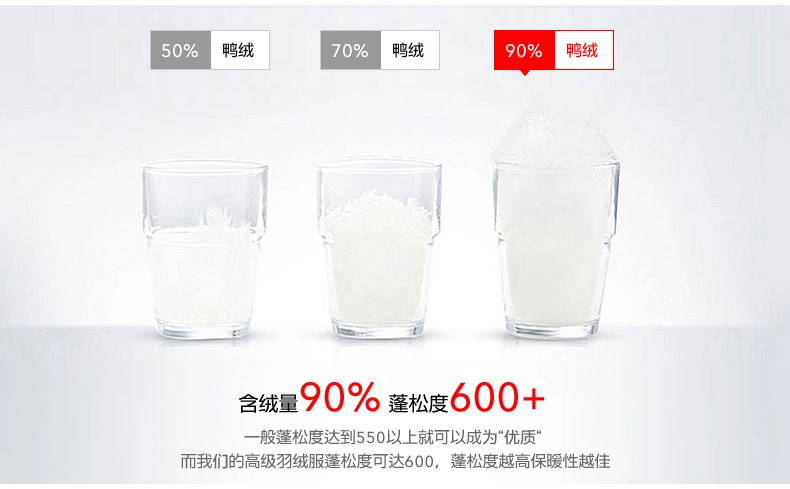 50% 鸭绒
70% 鸭绒
90% 鸭绒
含绒量90% 蓬松度600+
一般蓬松度达到550以上就可以成为“优质“
而我们的高级羽绒服蓬松度可达600，蓬松度越高保暖性越佳